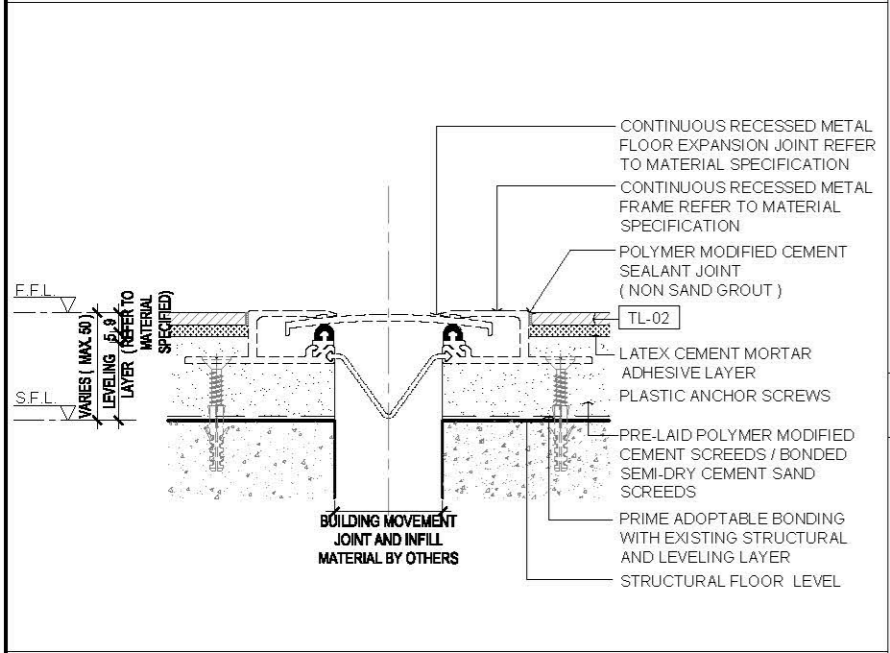 CONTINUOUS RECESSED METAL
FLOOR EXPANSION JOINT REFER
TO MATERIAL SPECIFICATION
CONTINUOUS RECESSED METAL
FRAME REFER TO MATERIAL
SPECIFICATION
POLYMER MODIFIED CEMENT
SEALANT JOINT
( NON SAND GROUT )
TL-02
LATEX CEMENT MORTAR
ADHESIVE LAYER
PLASTIC ANCHOR SCREWS
PRE-LAID POLYMER MODIFIED
CEMENT SCREEDS / BONDED
SEMI-DRY CEMENT SAND
SCREEDS
PRIME ADOPTABLE BONDING
WITH EXISTING STRUCTURAL
AND LEVELING LAYER
STRUCTURAL FLOOR LEVEL
F.F.L.
S.F.L.
VARIES ( MAX. 50)
LEVELING 5 9
LAYER (REFER TO
MATERIAL
SPECIFIED)
BUILDING MOVEMENT
JOINT AND INFILL
MATERIAL BY OTHERS